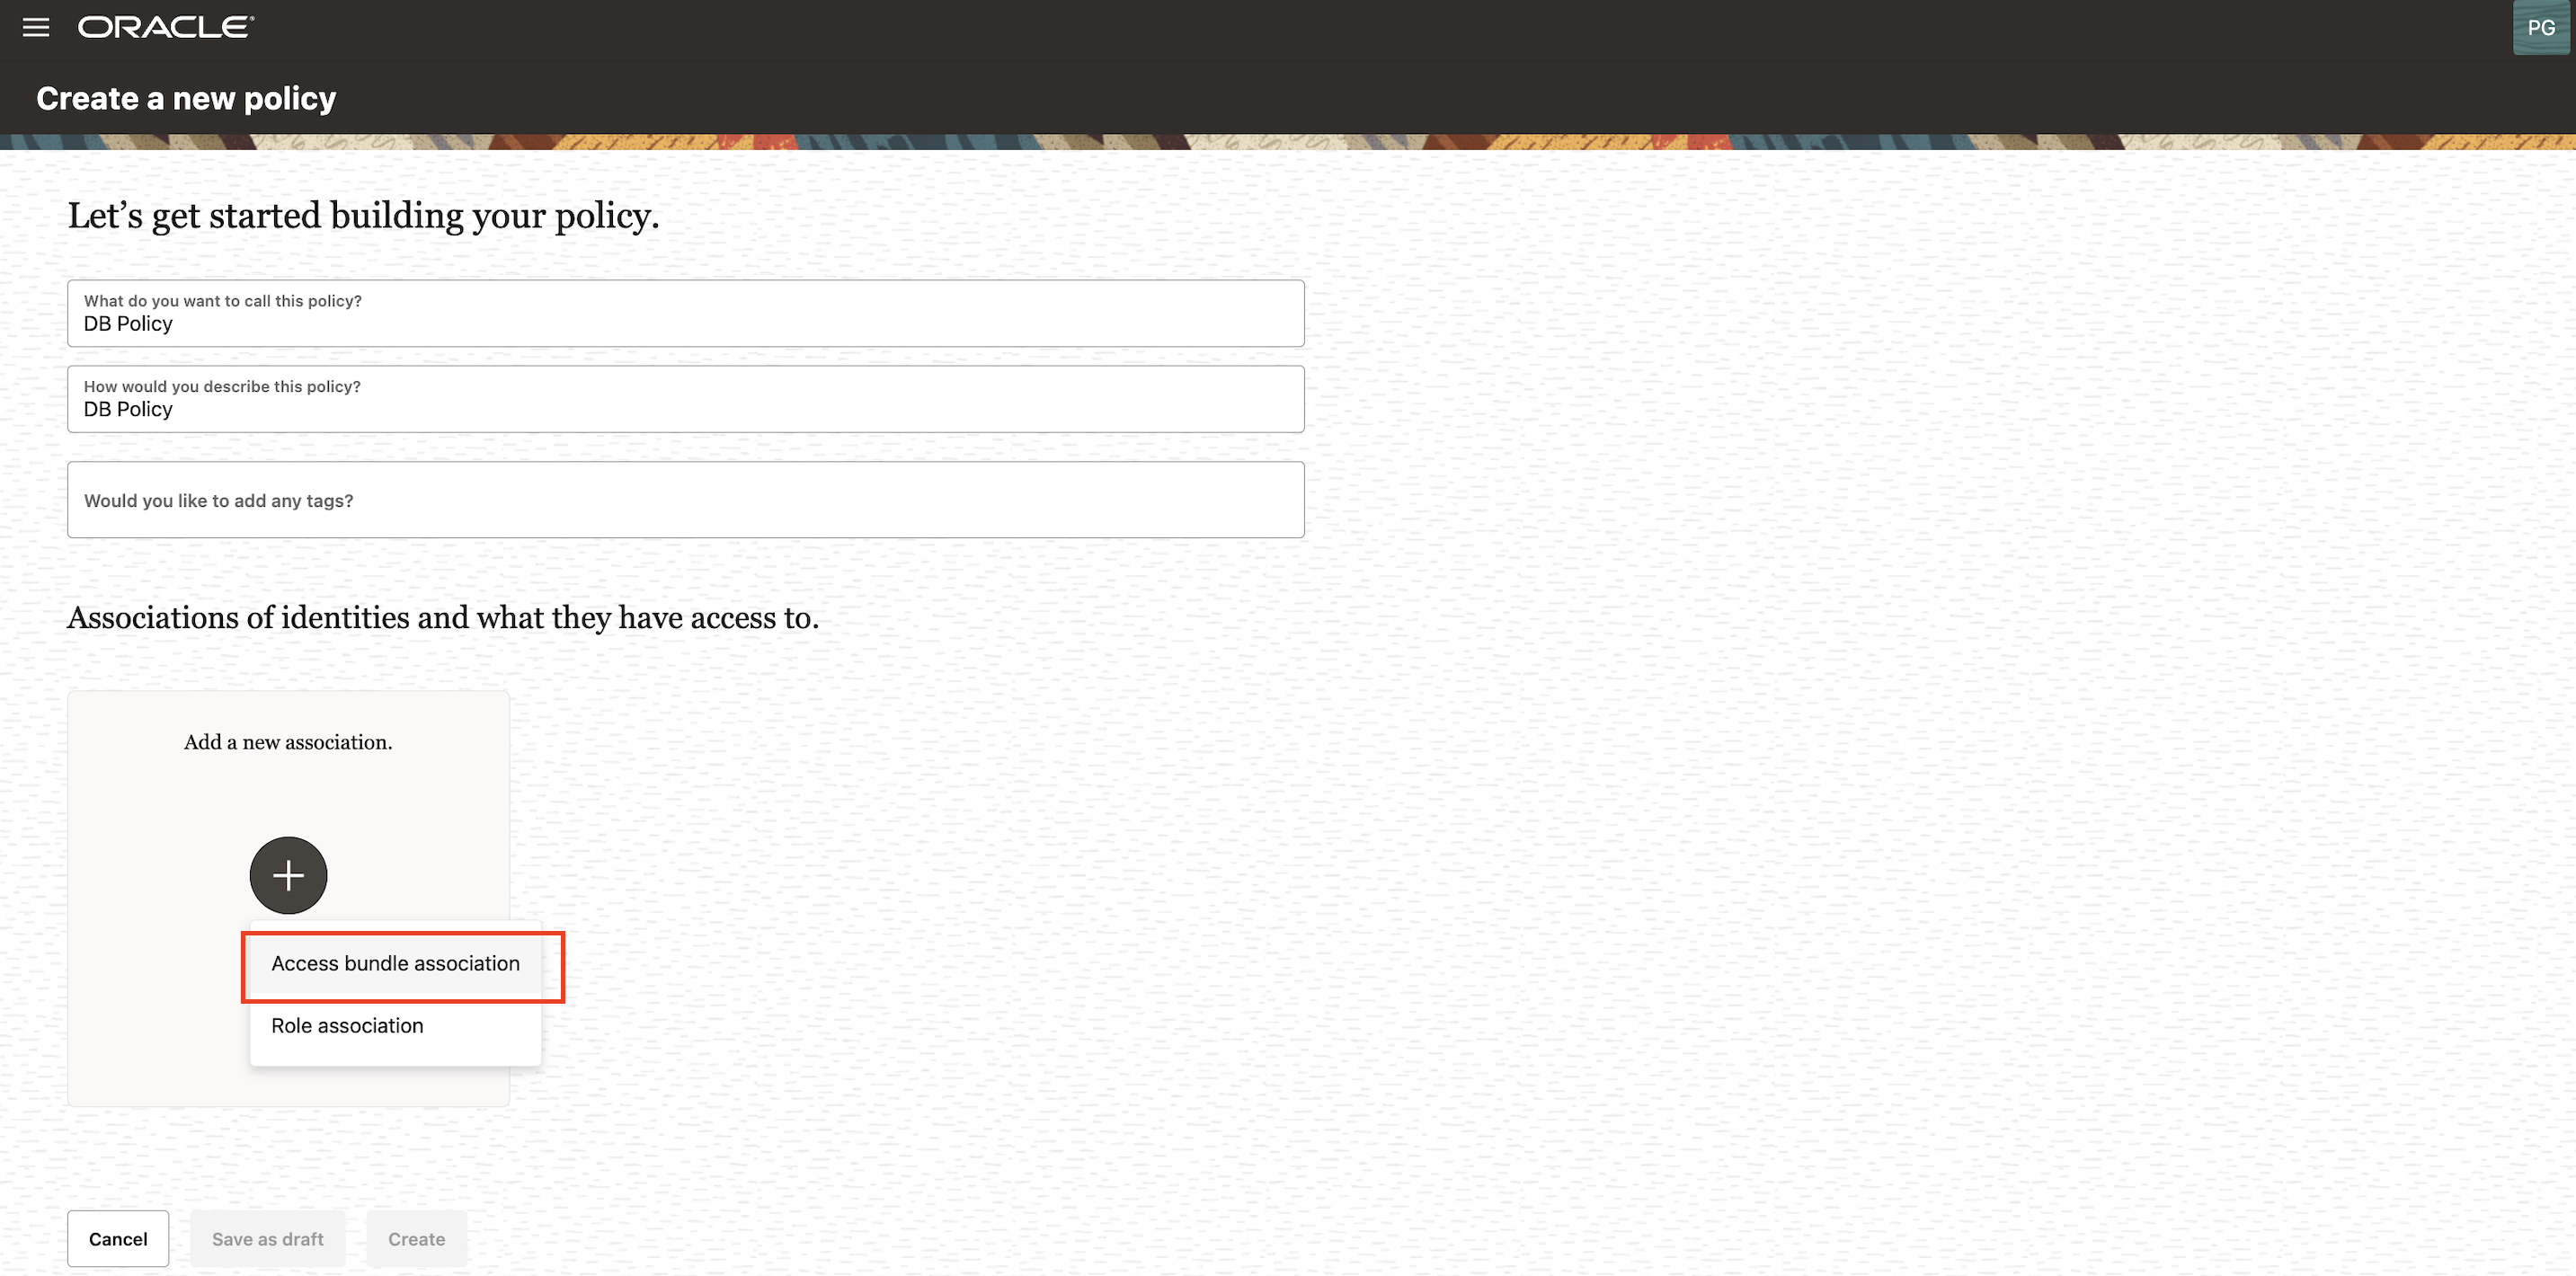 ORACLE
PG
Create a new policy
Let’s get started building your policy.
What do you want to call this policy?
DB Policy
How would you describe this policy?
DB Policy
Would you like to add any tags?
Associations of identities and what they have access to.
Add a new association.
Access bundle association
Role association
Cancel
Save as draft
Create